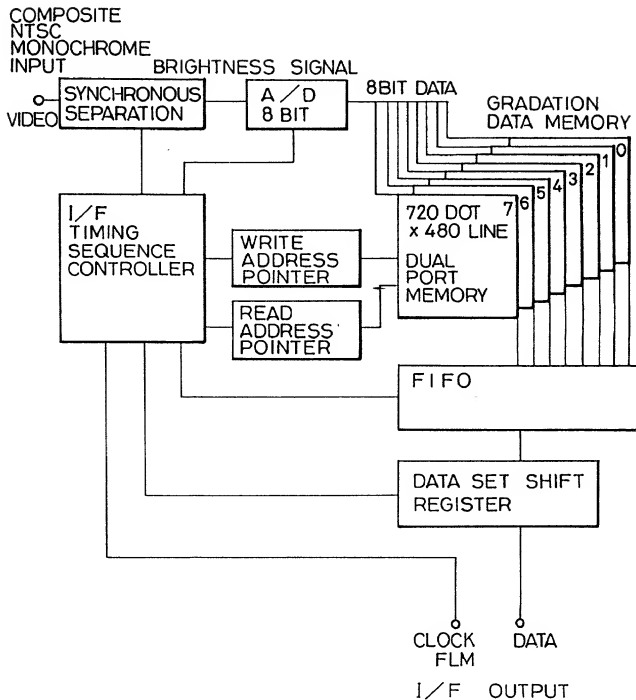 COMPOSITE
NTSC
MONOCHROME
INPUT
VIDEO
SYNCHRONOUS
SEPARATION
BRIGHTNESS SIGNAL
A/D
8 BIT
8BIT DATA
GRADATION
DATA MEMORY
0
1
2
3
4
5
6
7
720 DOT
x 480 LINE
DUAL
PORT
MEMORY
I/F
TIMING
SEQUENCE
CONTROLLER
WRITE
ADDRESS
POINTER
READ
ADDRESS
POINTER
FIFO
DATA SET SHIFT
REGISTER
CLOCK
FLM
DATA
I/F OUTPUT